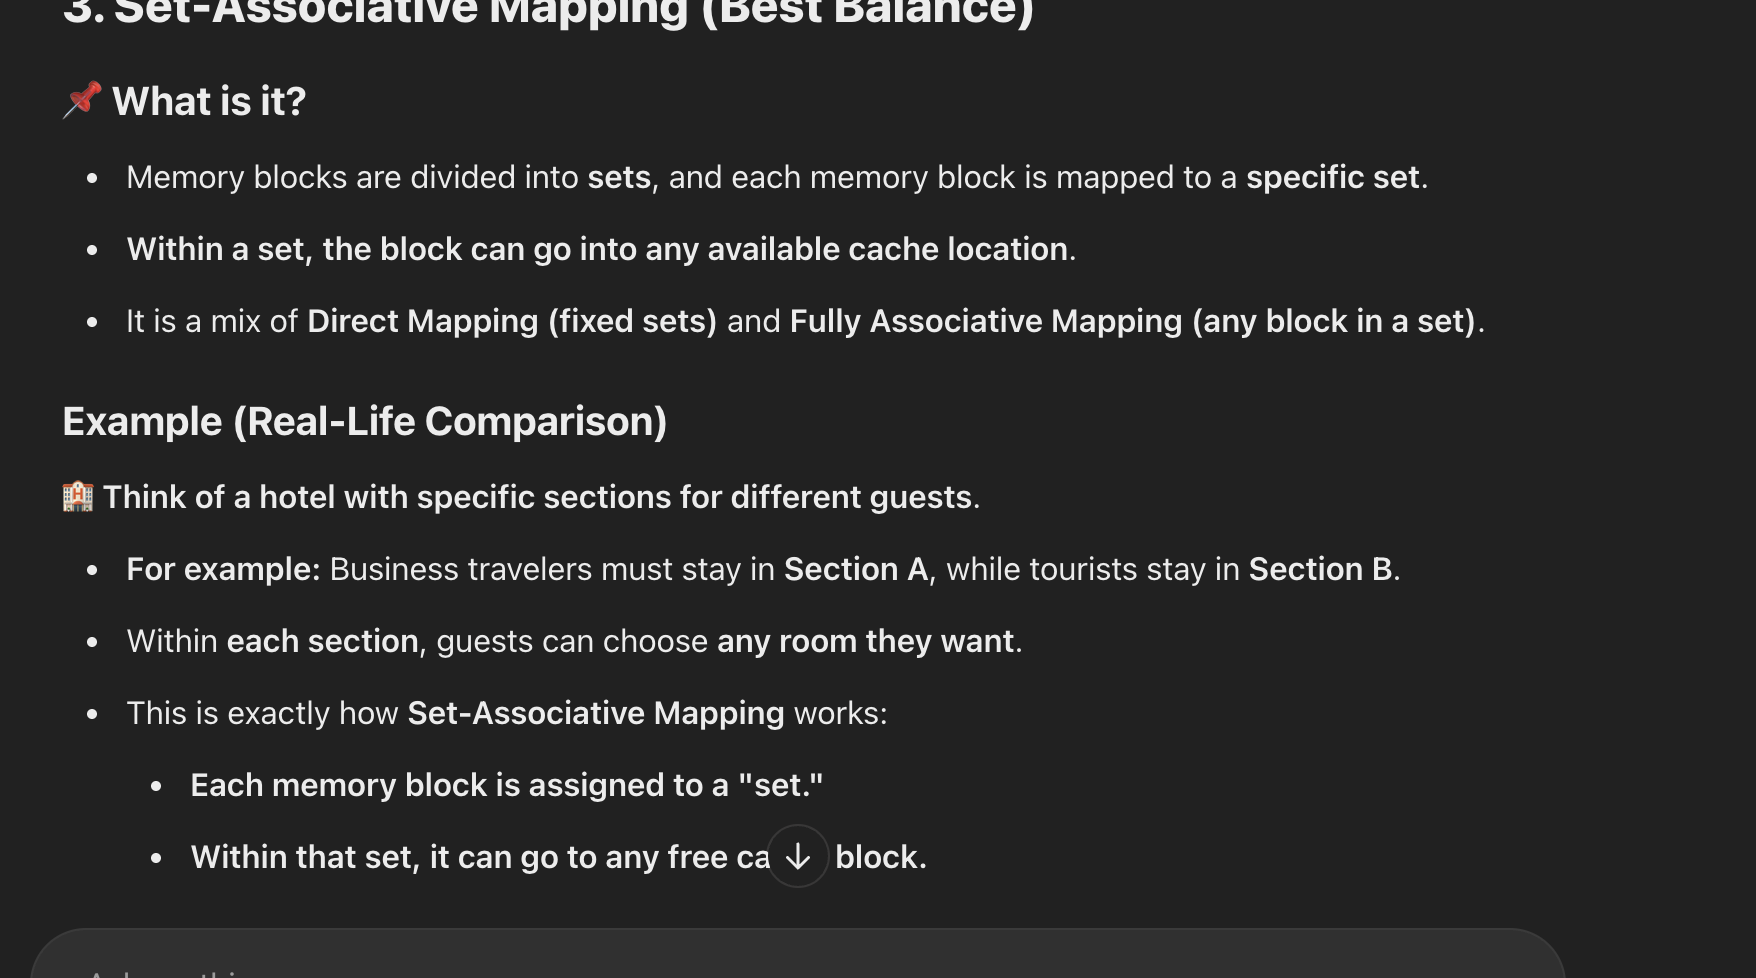 3. Set-Associative Mapping (Best Balance)
What is it?
Memory blocks are divided into sets, and each memory block is mapped to a specific set.
Within a set, the block can go into any available cache location.
It is a mix of Direct Mapping (fixed sets) and Fully Associative Mapping (any block in a set).
Example (Real-Life Comparison)
Think of a hotel with specific sections for different guests.
For example: Business travelers must stay in Section A, while tourists stay in Section B.
Within each section, guests can choose any room they want.
This is exactly how Set-Associative Mapping works:
Each memory block is assigned to a "set."
Within that set, it can go to any free ca block.